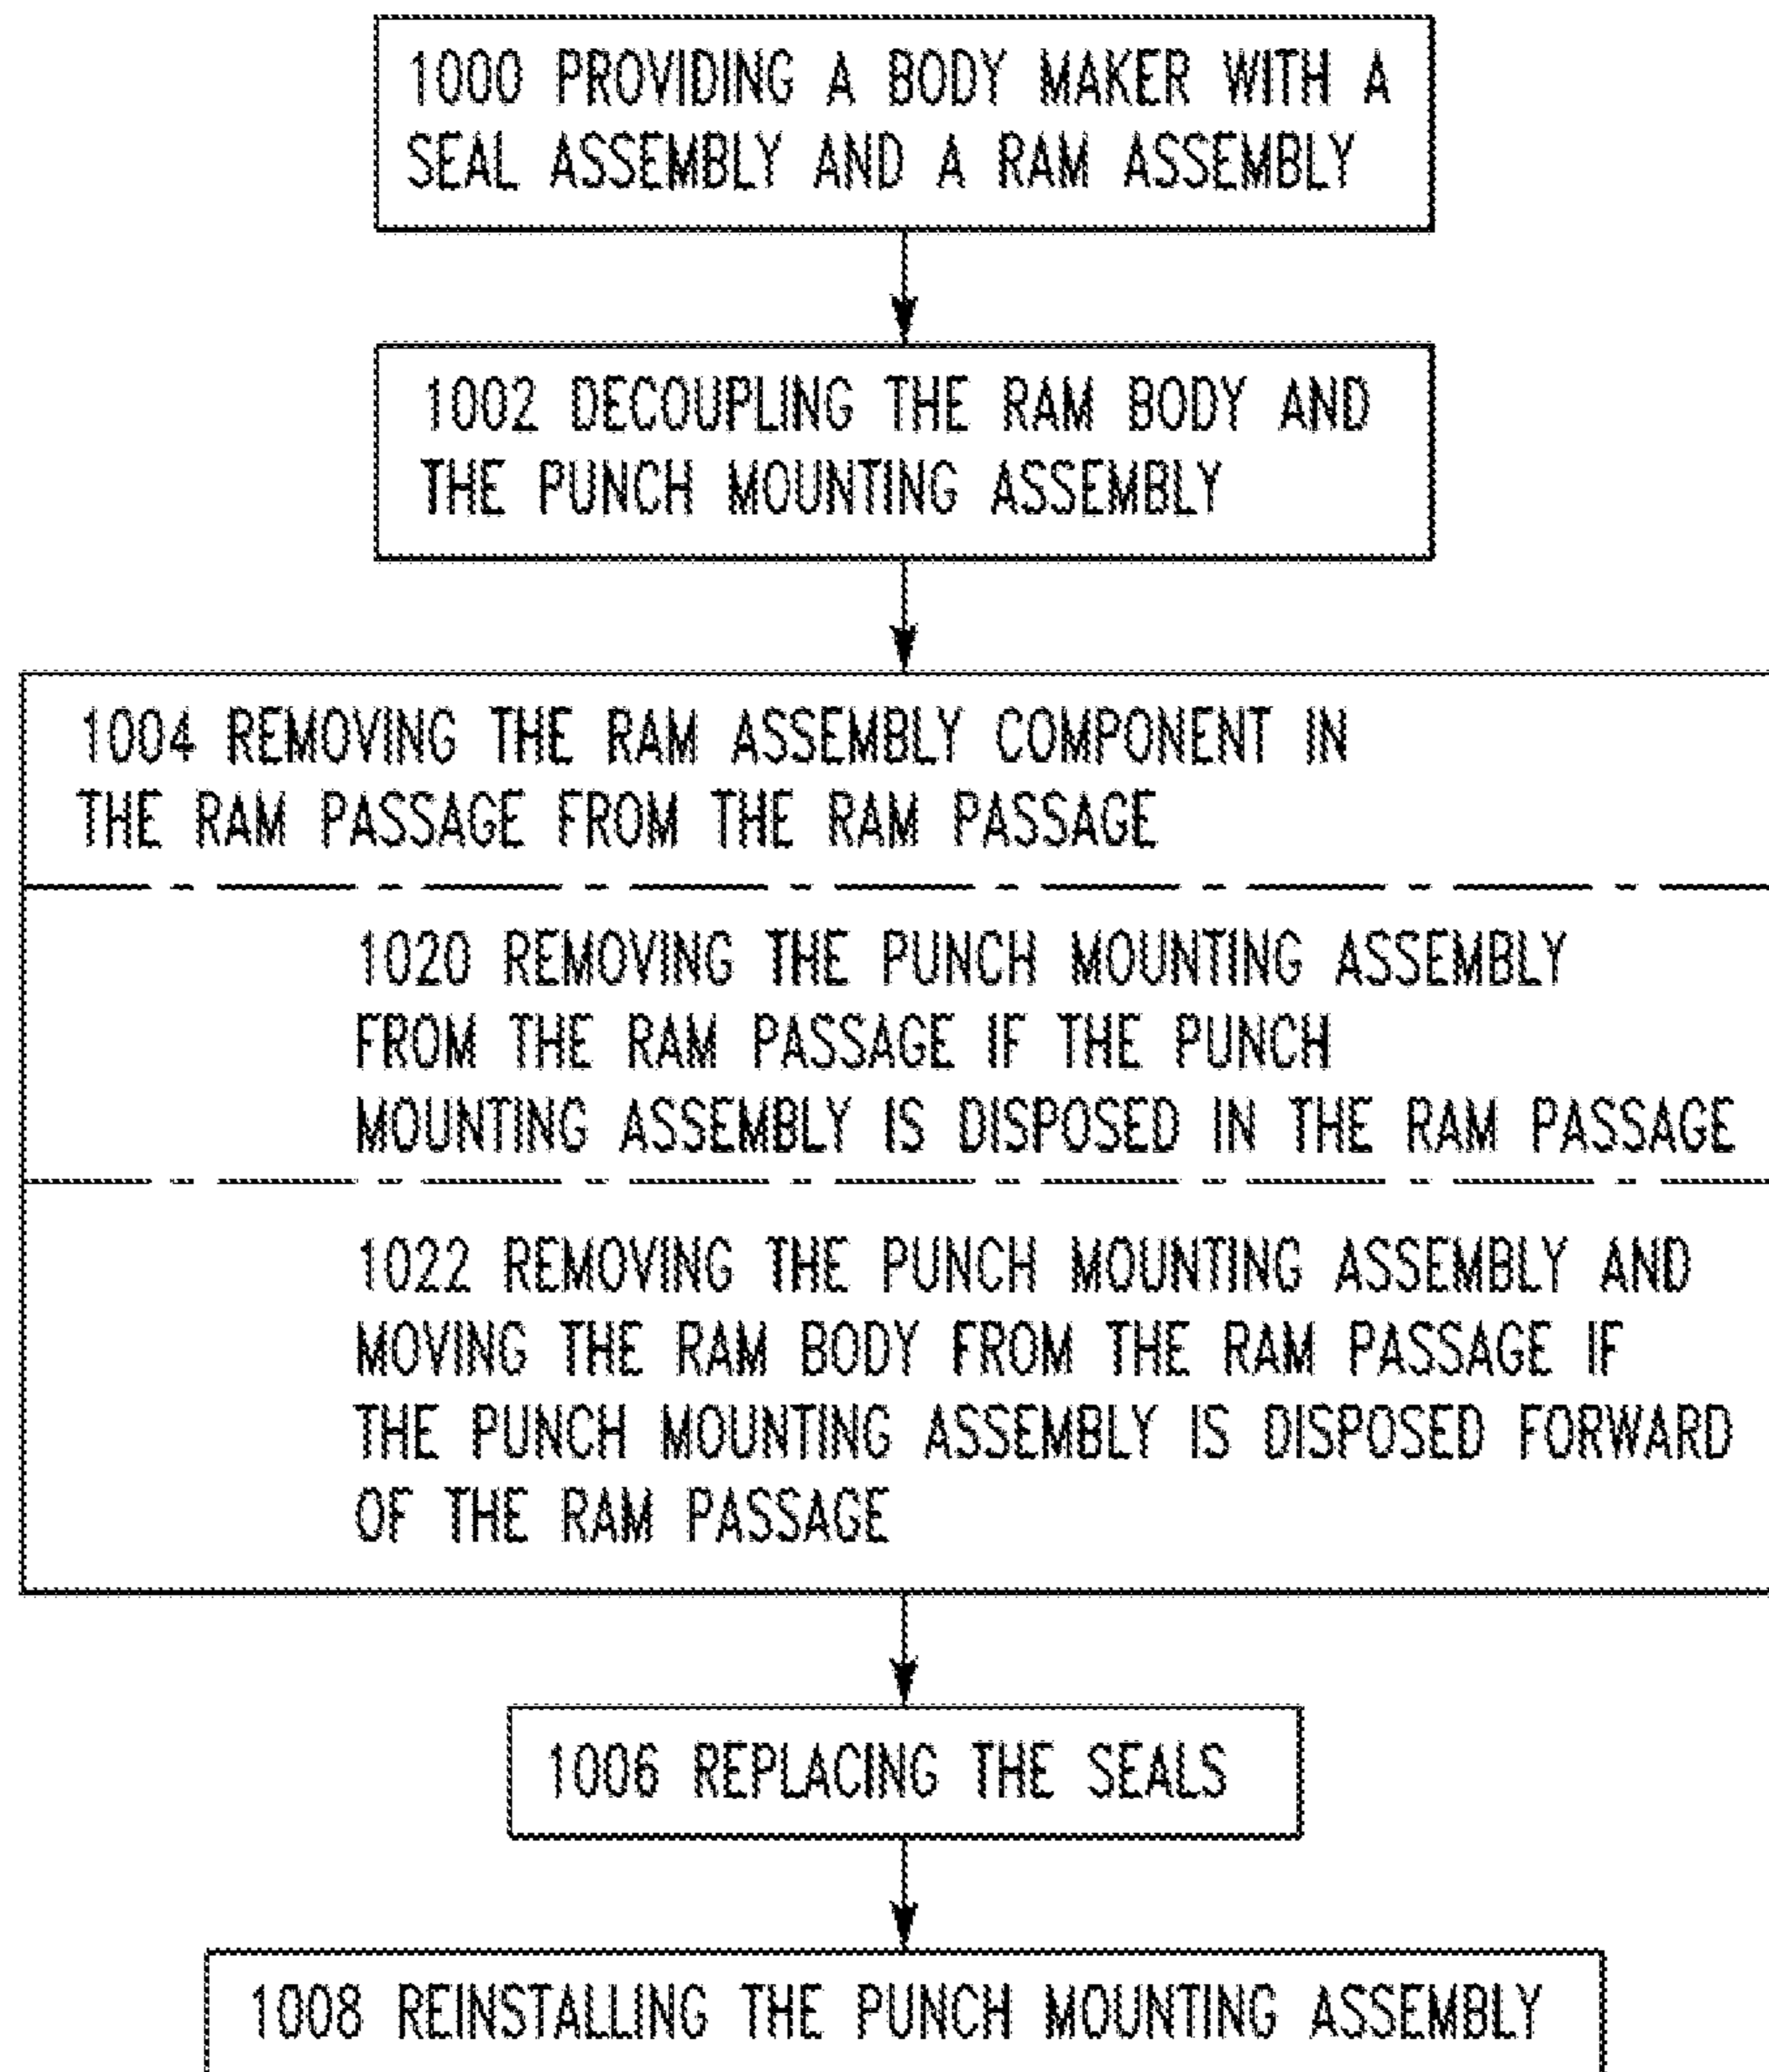 1000 PROVIDING A BODY MAKER WITH A
SEAL ASSEMBLY AND A RAM ASSEMBLY
1002 DECOUPLING THE RAM BODY AND
THE PUNCH MOUNTING ASSEMBLY
1004 REMOVING THE RAM ASSEMBLY COMPONENT IN
THE RAM PASSAGE FROM THE RAM PASSAGE
1020 REMOVING THE PUNCH MOUNTING ASSEMBLY
FROM THE RAM PASSAGE IF THE PUNCH
MOUNTING ASSEMBLY IS DISPOSED IN THE RAM PASSAGE
1022 REMOVING THE PUNCH MOUNTING ASSEMBLY AND
MOVING THE RAM BODY FROM THE RAM PASSAGE IF
THE PUNCH MOUNTING ASSEMBLY IS DISPOSED FORWARD
OF THE RAM PASSAGE
1006 REPLACING THE SEALS
1008 REINSTALLING THE PUNCH MOUNTING ASSEMBLY